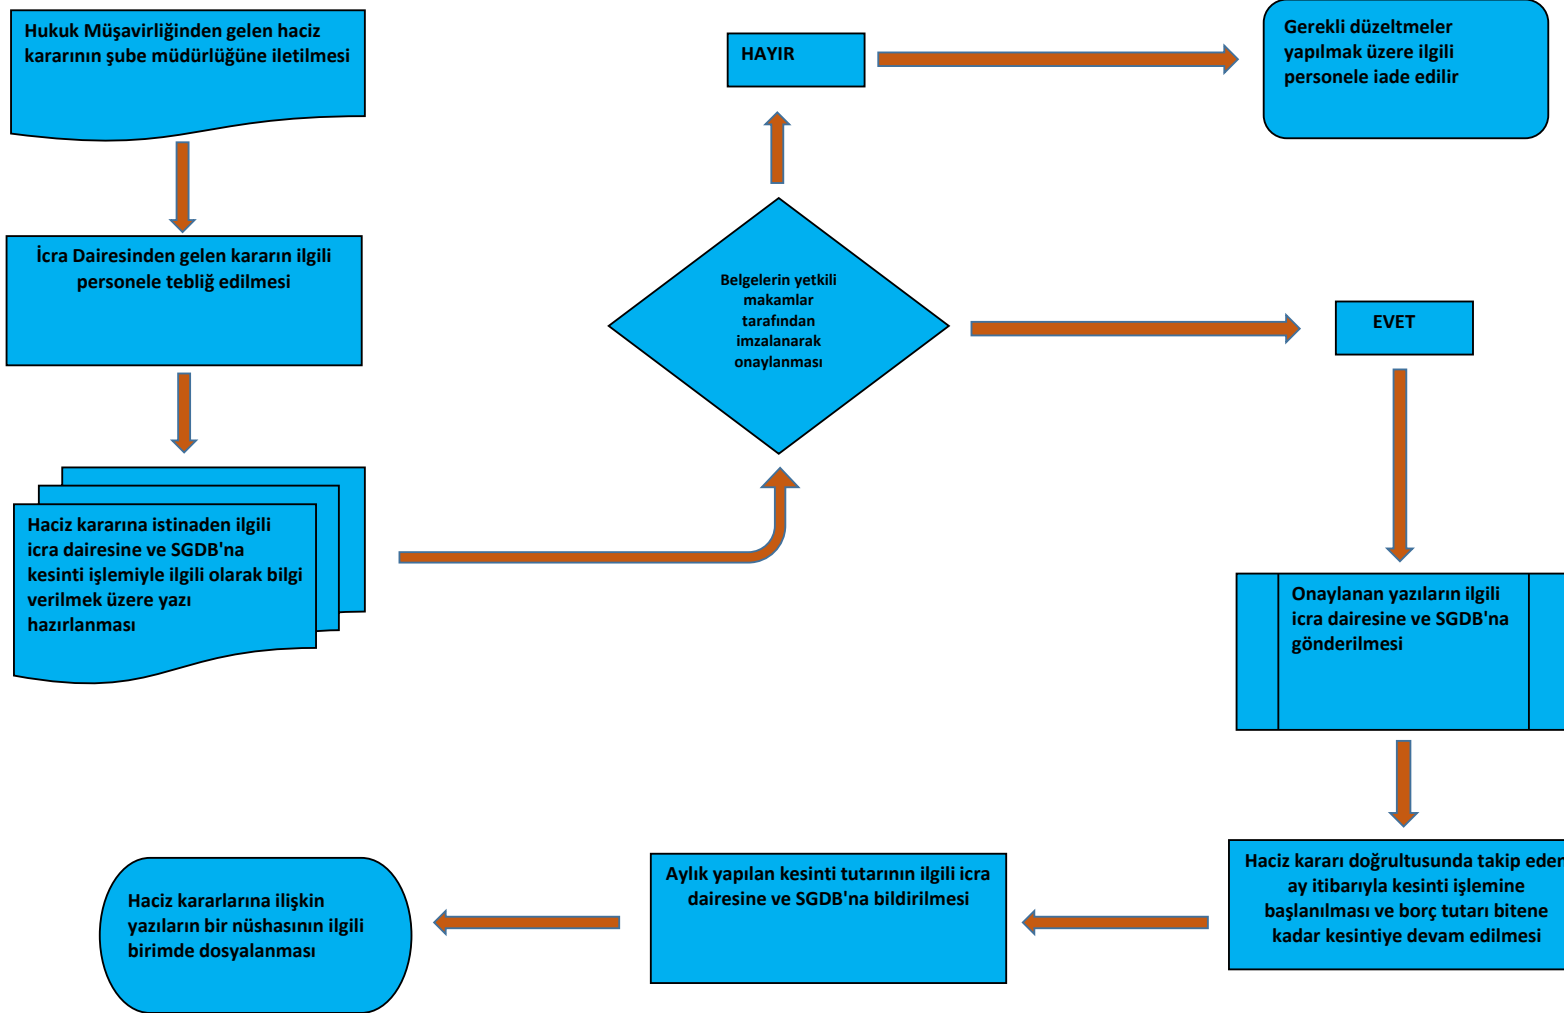 Hukuk Müşavirliğinden gelen haciz
kararının şube müdürlüğüne iletilmesi
İcra Dairesinden gelen kararın ilgili
personele tebliğ edilmesi
Haciz kararına istinaden ilgili
icra dairesine ve SGDB'na
kesinti işlemiyle ilgili olarak bilgi
verilmek üzere yazı
hazırlanması
Belgelerin yetkili
makamlar
tarafından
imzalanarak
onaylanması
HAYIR
Gerekli düzeltmeler
yapılmak üzere ilgili
personele iade edilir
EVET
Onaylanan yazıların ilgili
icra dairesine ve SGDB'na
gönderilmesi
Haciz kararı doğrultusunda takip eden
ay itibarıyla kesinti işlemine
başlanılması ve borç tutarı bitene
kadar kesintiye devam edilmesi
Aylık yapılan kesinti tutarının ilgili icra
dairesine ve SGDB'na bildirilmesi
Haciz kararlarına ilişkin
yazıların bir nüshasının ilgili
birimde dosyalanması